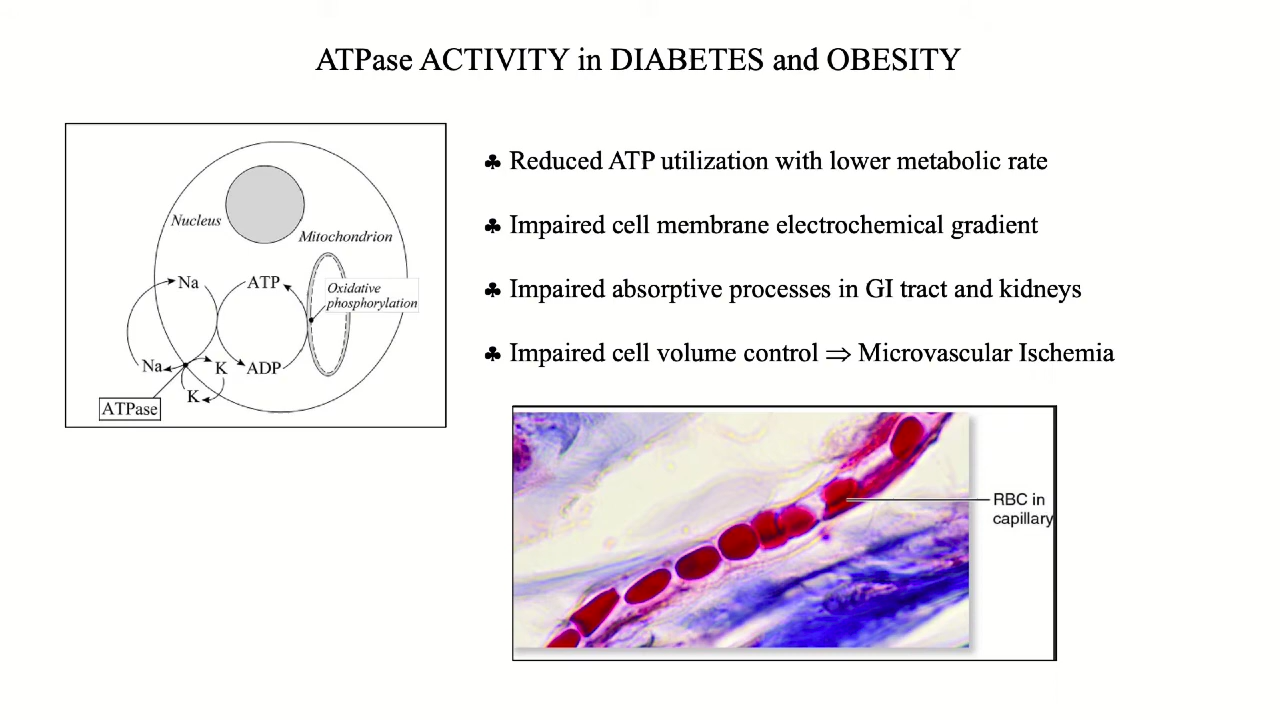 ATPase ACTIVITY in DIABETES and OBESITY
Nucleus
Mitochondrion
Na
ATP
Oxidative
phosphorylation
Na
K
ADP
K
ATPase
♣ Reduced ATP utilization with lower metabolic rate
♣ Impaired cell membrane electrochemical gradient
♣ Impaired absorptive processes in GI tract and kidneys
♣ Impaired cell volume control ⇒ Microvascular Ischemia
RBC in
capillary